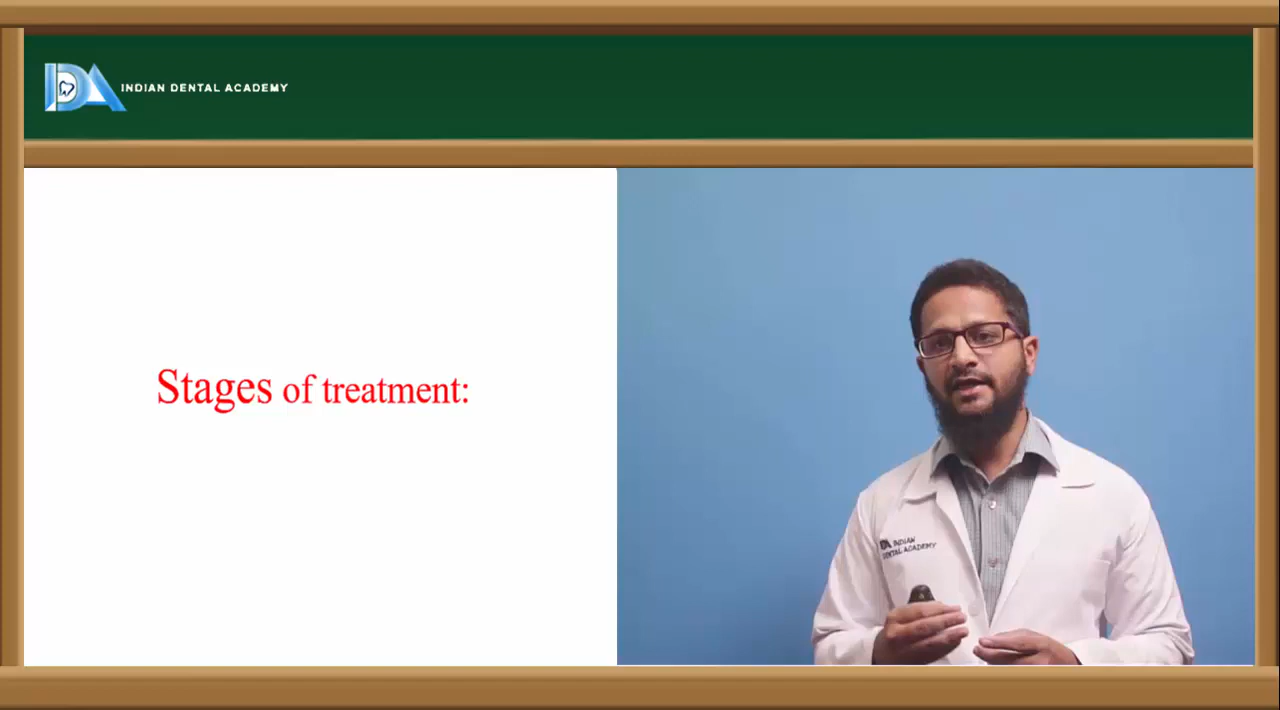 INDIAN DENTAL ACADEMY
Stages of treatment:
INDIAN
DENTAL ACADEMY